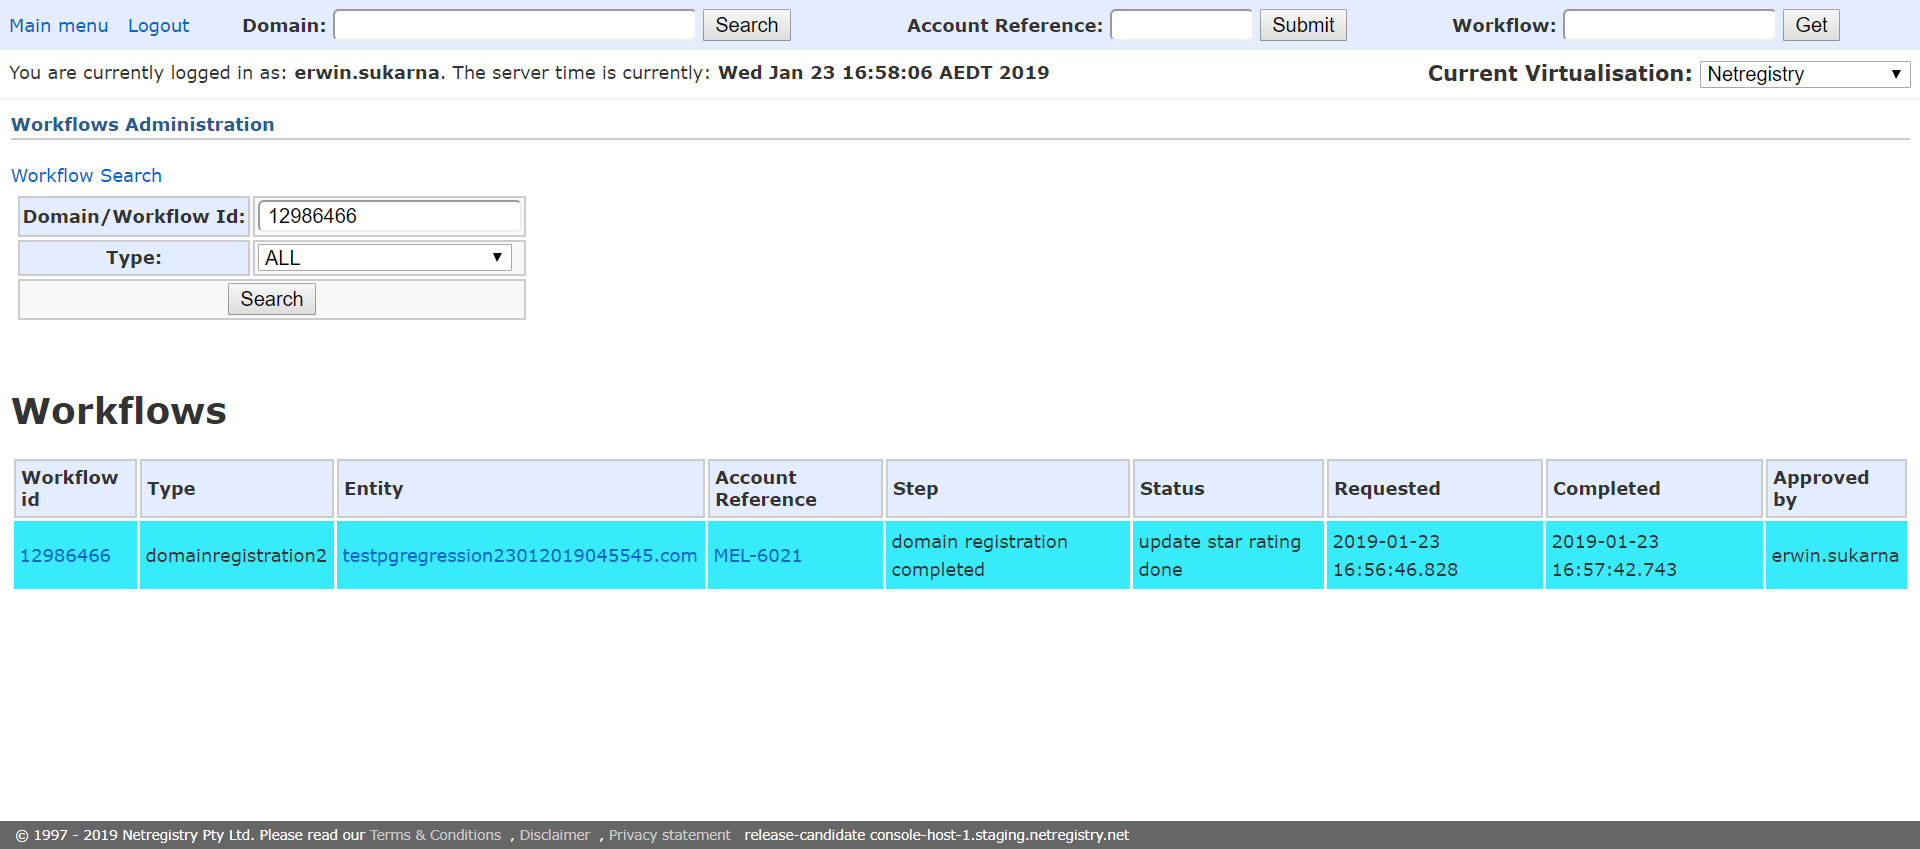 Main menu Logout Domain: Search Account Reference: Submit Workflow: Get
You are currently logged in as: erwin.sukarna. The server time is currently: Wed Jan 23 16:58:06 AEDT 2019 Current Virtualisation: Netregistry
Workflows Administration
Workflow Search
Domain/Workflow Id: 12986466
Type: ALL
Search
Workflows
Workflow id Type Entity Account Reference Step Status Requested Completed Approved by
12986466 domainregistration2 testpgregression23012019045545.com MEL-6021 domain registration completed update star rating done 2019-01-23 16:56:46.828 2019-01-23 16:57:42.743 erwin.sukarna
© 1997 - 2019 Netregistry Pty Ltd. Please read our Terms & Conditions , Disclaimer , Privacy statement release-candidate console-host-1.staging.netregistry.net